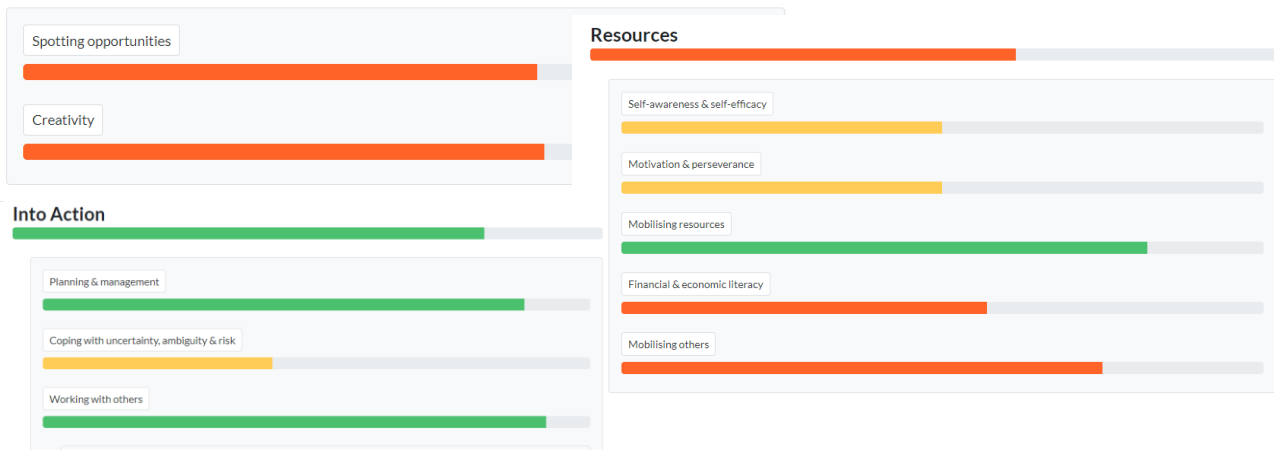 Spotting opportunities
Creativity
Into Action
Planning & management
Coping with uncertainty, ambiguity & risk
Working with others
Resources
Self-awareness & self-efficacy
Motivation & perseverance
Mobilising resources
Financial & economic literacy
Mobilising others